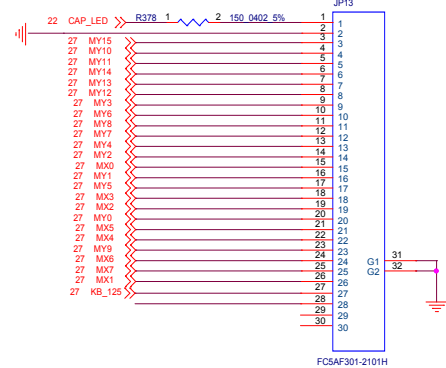 JP13
22 CAP_LED R378 1 2 150_0402_5% 1 1
2 2
27 MY15 3 3
27 MY10 4 4
27 MY11 5 5
27 MY14 6 6
27 MY13 7 7
27 MY12 8 8
27 MY3 9 9
27 MY6 10 10
27 MY8 11 11
27 MY7 12 12
27 MY4 13 13
27 MY2 14 14
27 MX0 15 15
27 MY1 16 16
27 MY5 17 17
27 MX3 18 18
27 MX2 19 19
27 MY0 20 20
27 MX5 21 21
27 MX4 22 22
27 MY9 23 23
27 MX6 24 24 G1 31
27 MX7 25 25 G2 32
27 MX1 26 26
27 KB_125 27 27
28 28
29 29
30 30
FC5AF301-2101H